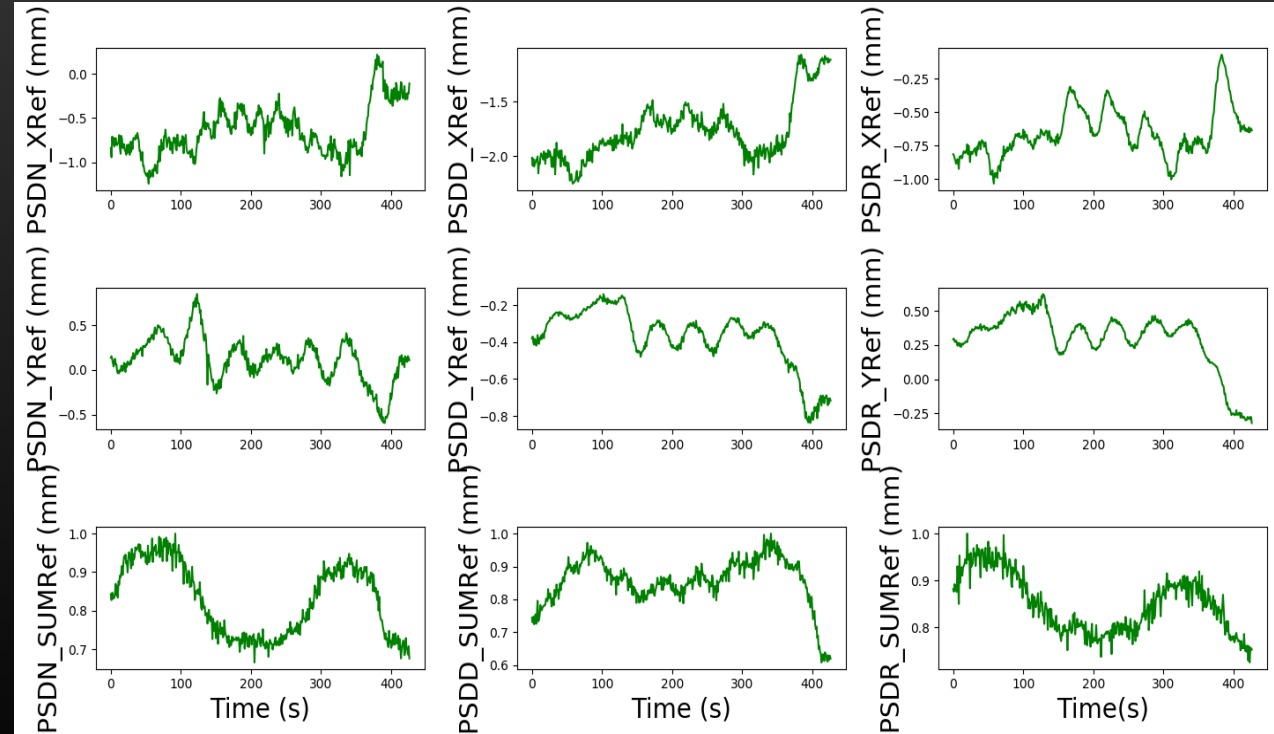 PSDN_XRef (mm)
0.0
−0.5
−1.0
0 100 200 300 400
PSDD_XRef (mm)
−1.5
−2.0
0 100 200 300 400
PSDR_XRef (mm)
−0.25
−0.50
−0.75
−1.00
0 100 200 300 400
PSDN_YRef (mm)
0.5
0.0
−0.5
0 100 200 300 400
PSDD_YRef (mm)
−0.2
−0.4
−0.6
−0.8
0 100 200 300 400
PSDR_YRef (mm)
0.50
0.25
0.00
−0.25
0 100 200 300 400
PSDN_SUMRef (mm)
1.0
0.9
0.8
0.7
0 100 200 300 400
Time (s)
PSDD_SUMRef (mm)
1.0
0.9
0.8
0.7
0.6
0 100 200 300 400
Time (s)
PSDR_SUMRef (mm)
1.0
0.9
0.8
0 100 200 300 400
Time(s)